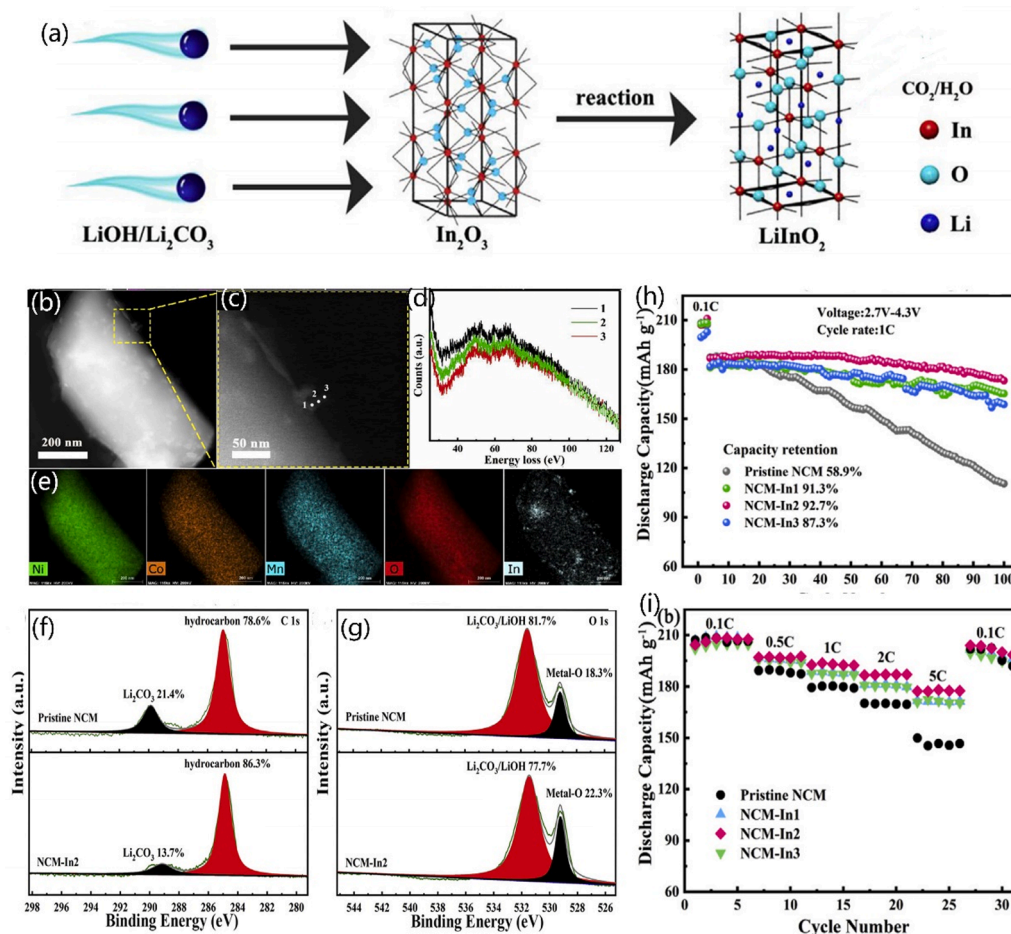 (a)
LiOH/Li₂CO₃
In₂O₃
reaction
LiInO₂
CO₂/H₂O
In
O
Li
(b)
200 nm
(c)
1
2
3
50 nm
(d)
Counts (a.u.)
1
2
3
40 60 80 100 120
Energy loss (eV)
(e)
Ni
Co
Mn
O
In
(f)
Intensity (a.u.)
hydrocarbon 78.6%
C 1s
Li₂CO₃ 21.4%
Pristine NCM
hydrocarbon 86.3%
Li₂CO₃ 13.7%
NCM-In2
298 296 294 292 290 288 286 284 282 280
Binding Energy (eV)
(g)
Intensity (a.u.)
Li₂CO₃/LiOH 81.7%
O 1s
Metal-O 18.3%
Pristine NCM
Li₂CO₃/LiOH 77.7%
Metal-O 22.3%
NCM-In2
544 541 538 535 532 529 526
Binding Energy (eV)
(h)
Discharge Capacity(mAh g⁻¹)
210
180
150
120
90
60
0.1C
Voltage:2.7V-4.3V
Cycle rate:1C
Capacity retention
Pristine NCM 58.9%
NCM-In1 91.3%
NCM-In2 92.7%
NCM-In3 87.3%
0 10 20 30 40 50 60 70 80 90 100
(i)
(b)
Discharge Capacity(mAh g⁻¹)
210
180
150
120
90
60
0.1C
0.5C
1C
2C
5C
0.1C
Pristine NCM
NCM-In1
NCM-In2
NCM-In3
0 5 10 15 20 25 30
Cycle Number